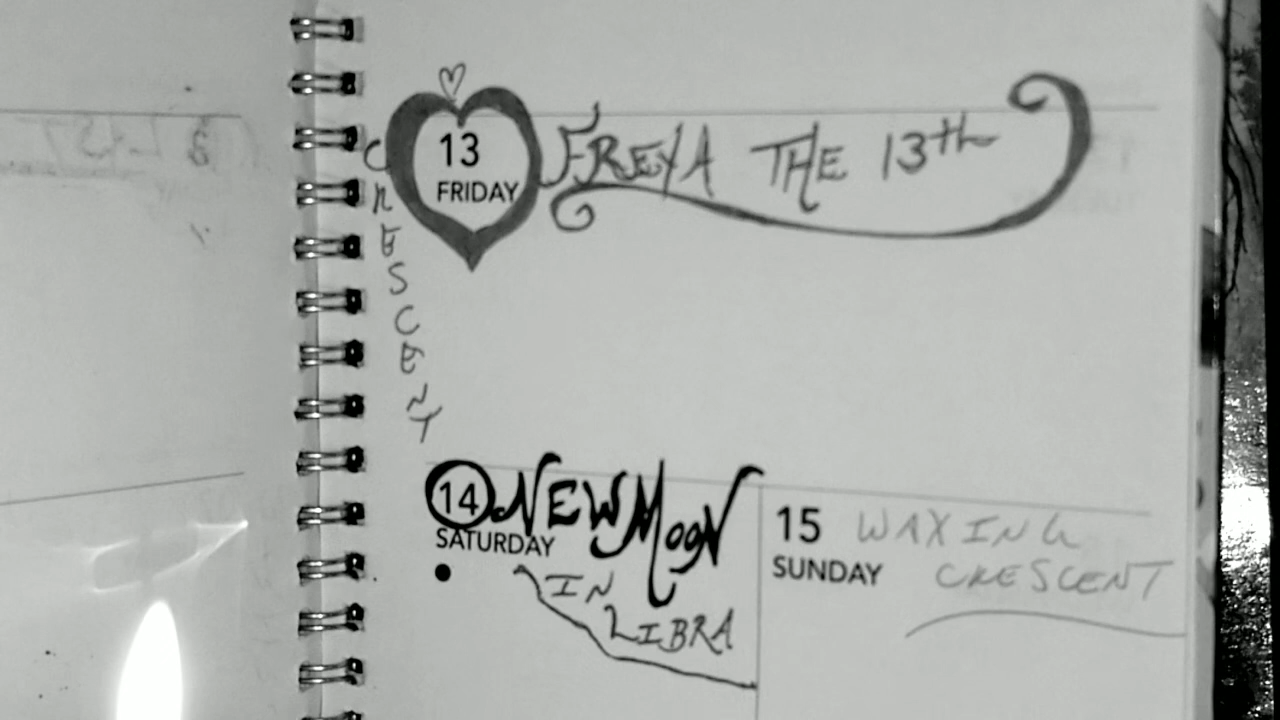 CRESCENT
13
FRIDAY
FREYA THE 13th
14 NEW MOON
SATURDAY
IN
LIBRA
15 WAXING
SUNDAY CRESCENT